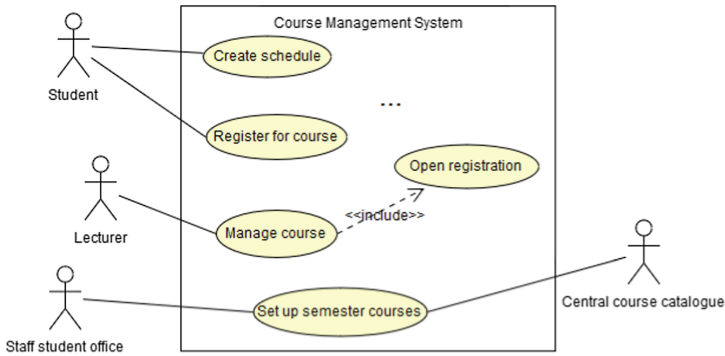 Course Management System
Create schedule
Student
...
Register for course
Open registration
<<include>>
Lecturer
Manage course
Central course catalogue
Set up semester courses
Staff student office